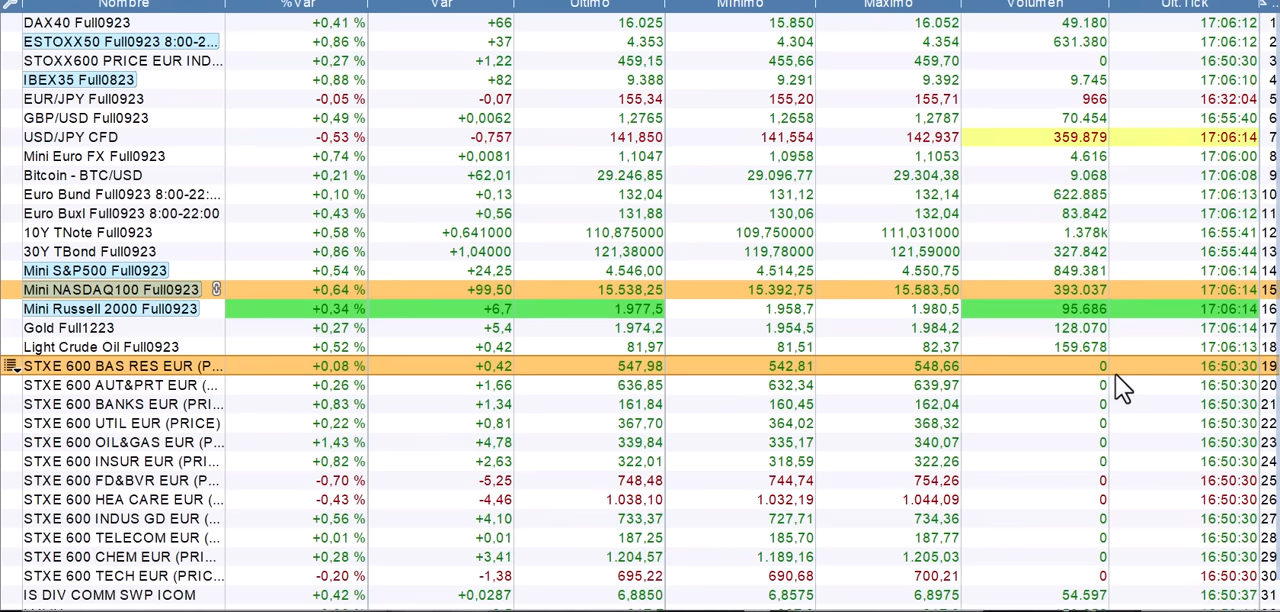 Nombre %Var Var Último Mínimo Máximo Volumen Ult.Tick
DAX40 Full0923 +0,41 % +66 16.025 15.850 16.052 49.180 17:06:12 1
ESTOXX50 Full0923 8:00-2... +0,86 % +37 4.353 4.304 4.354 631.380 17:06:12 2
STOXX600 PRICE EUR IND... +0,27 % +1,22 459,15 455,66 459,70 0 16:50:30 3
IBEX35 Full0823 +0,88 % +82 9.388 9.291 9.392 9.745 17:06:10 4
EUR/JPY Full0923 -0,05 % -0,07 155,34 155,20 155,71 966 16:32:04 5
GBP/USD Full0923 +0,49 % +0,0062 1,2765 1,2658 1,2787 70.454 16:55:40 6
USD/JPY CFD -0,53 % -0,757 141,850 141,554 142,937 359.879 17:06:14 7
Mini Euro FX Full0923 +0,74 % +0,0081 1,1047 1,0958 1,1053 4.616 17:06:00 8
Bitcoin - BTC/USD +0,21 % +62,01 29.246,85 29.096,77 29.304,38 9.068 17:06:08 9
Euro Bund Full0923 8:00-22:... +0,10 % +0,13 132,04 131,12 132,14 622.885 17:06:13 10
Euro Buxl Full0923 8:00-22:00 +0,43 % +0,56 131,88 130,06 132,04 83.842 17:06:12 11
10Y TNote Full0923 +0,58 % +0,641000 110,875000 109,750000 111,031000 1.378k 16:55:41 12
30Y TBond Full0923 +0,86 % +1,04000 121,38000 119,78000 121,59000 327.842 16:55:44 13
Mini S&P500 Full0923 +0,54 % +24,25 4.546,00 4.514,25 4.550,75 849.381 17:06:14 14
Mini NASDAQ100 Full0923 +0,64 % +99,50 15.538,25 15.392,75 15.583,50 393.037 17:06:14 15
Mini Russell 2000 Full0923 +0,34 % +6,7 1.977,5 1.958,7 1.980,5 95.686 17:06:14 16
Gold Full1223 +0,27 % +5,4 1.974,2 1.954,5 1.984,2 128.070 17:06:14 17
Light Crude Oil Full0923 +0,52 % +0,42 81,97 81,51 82,37 159.678 17:06:13 18
STXE 600 BAS RES EUR (P... +0,08 % +0,42 547,98 542,81 548,66 0 16:50:30 19
STXE 600 AUT&PRT EUR (... +0,26 % +1,66 636,85 632,34 639,97 0 16:50:30 20
STXE 600 BANKS EUR (PRI... +0,83 % +1,34 161,84 160,45 162,04 0 16:50:30 21
STXE 600 UTIL EUR (PRICE) +0,22 % +0,81 367,70 364,02 368,32 0 16:50:30 22
STXE 600 OIL&GAS EUR (P... +1,43 % +4,78 339,84 335,17 340,07 0 16:50:30 23
STXE 600 INSUR EUR (PRI... +0,82 % +2,63 322,01 318,59 322,26 0 16:50:30 24
STXE 600 FD&BVR EUR (PRI... -0,70 % -5,25 748,48 744,74 754,26 0 16:50:30 25
STXE 600 HEA CARE EUR (... -0,43 % -4,46 1.038,10 1.032,19 1.044,09 0 16:50:30 26
STXE 600 INDUS GD EUR (... +0,56 % +4,10 733,37 727,71 734,36 0 16:50:30 27
STXE 600 TELECOM EUR (... +0,01 % +0,01 187,25 185,70 187,77 0 16:50:30 28
STXE 600 CHEM EUR (PRI... +0,28 % +3,41 1.204,57 1.189,16 1.205,03 0 16:50:30 29
STXE 600 TECH EUR (PRIC... -0,20 % -1,38 695,22 690,68 700,21 0 16:50:30 30
IS DIV COMM SWP ICOM +0,42 % +0,0287 6,8850 6,8575 6,8975 54.597 16:50:37 31